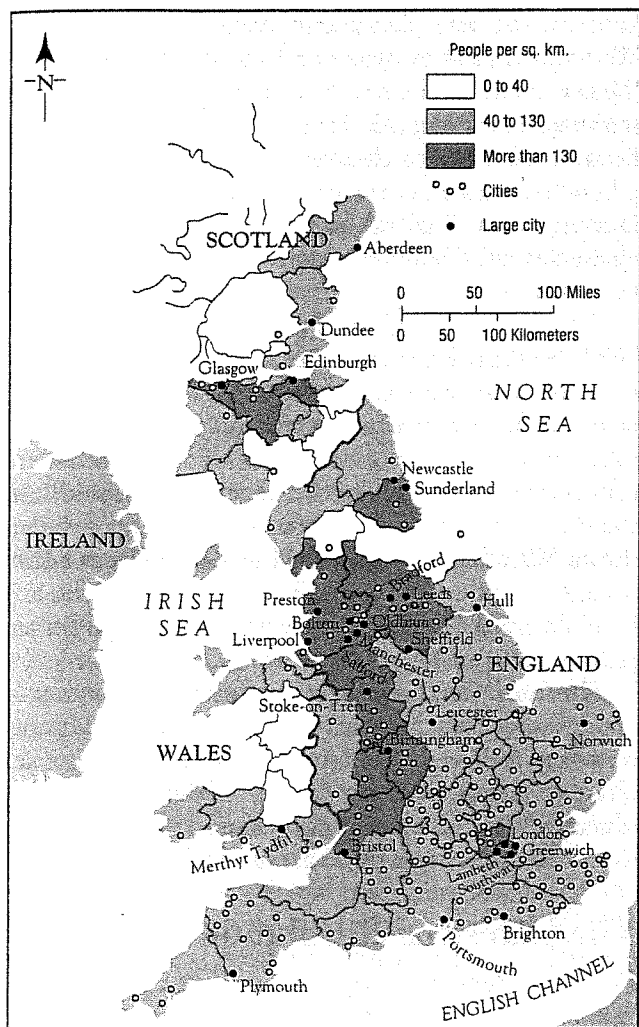 People per sq. km.
0 to 40
40 to 130
More than 130
Cities
Large city
N
SCOTLAND
Aberdeen
0 50 100 Miles
0 50 100 Kilometers
Dundee
Glasgow
Edinburgh
NORTH
SEA
Newcastle
Sunderland
IRELAND
IRISH
SEA
Bradford
Leeds
Preston
Hull
Bolton
Oldham
Liverpool
Sheffield
Manchester
Salford
ENGLAND
Stoke-on-Trent
Leicester
Norwich
WALES
Birmingham
London
Greenwich
Lambeth
Southwark
Merthyr Tydfil
Bristol
Brighton
Portsmouth
Plymouth
ENGLISH CHANNEL